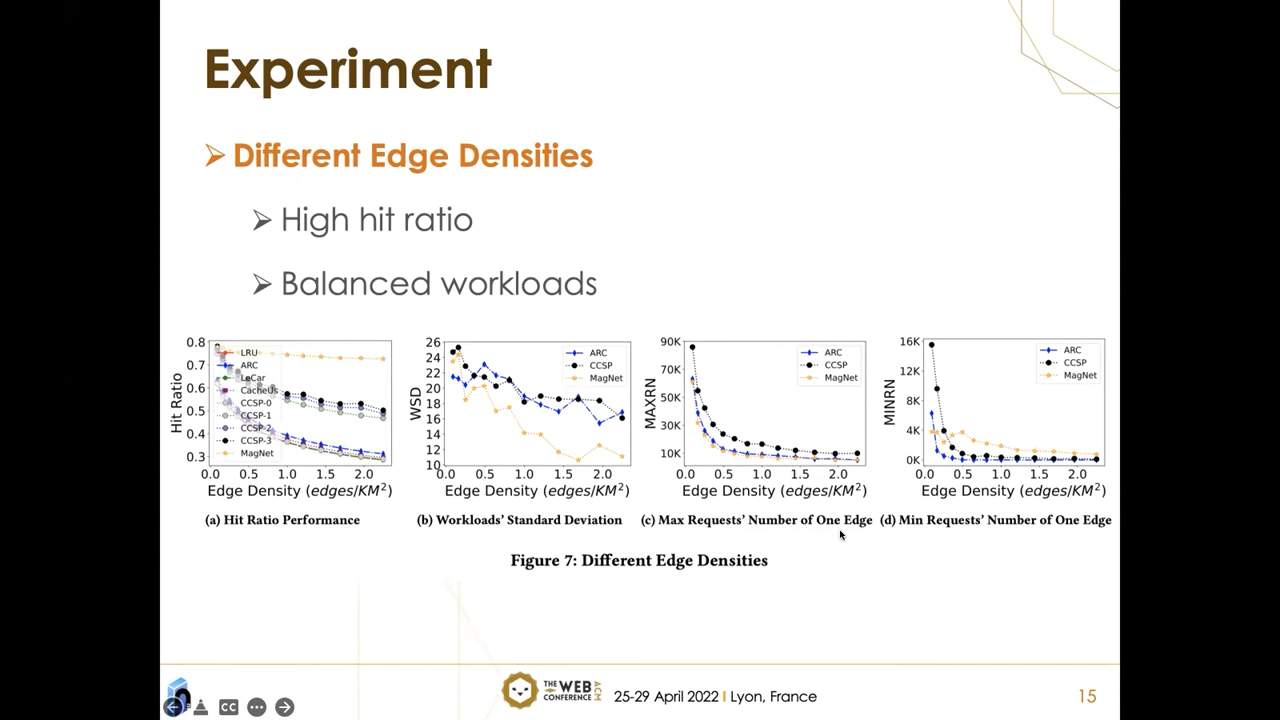 Experiment
➢ Different Edge Densities
➢ High hit ratio
➢ Balanced workloads
0.8
0.7
0.6
0.5
0.4
0.3
Hit Ratio
LRU
ARC
LeCar
CacheUs
CCSP-0
CCSP-1
CCSP-2
CCSP-3
MagNet
0.0 0.5 1.0 1.5 2.0
Edge Density (edges/KM²)
(a) Hit Ratio Performance
26
24
22
20
18
16
14
12
10
WSD
ARC
CCSP
MagNet
0.0 0.5 1.0 1.5 2.0
Edge Density (edges/KM²)
(b) Workloads' Standard Deviation
90K
70K
50K
30K
10K
MAXRN
ARC
CCSP
MagNet
0.0 0.5 1.0 1.5 2.0
Edge Density (edges/KM²)
(c) Max Requests' Number of One Edge
16K
12K
8K
4K
0K
MINRN
ARC
CCSP
MagNet
0.0 0.5 1.0 1.5 2.0
Edge Density (edges/KM²)
(d) Min Requests' Number of One Edge
Figure 7: Different Edge Densities
THE WEB CONFERENCE ACM
25-29 April 2022 | Lyon, France
15
CC